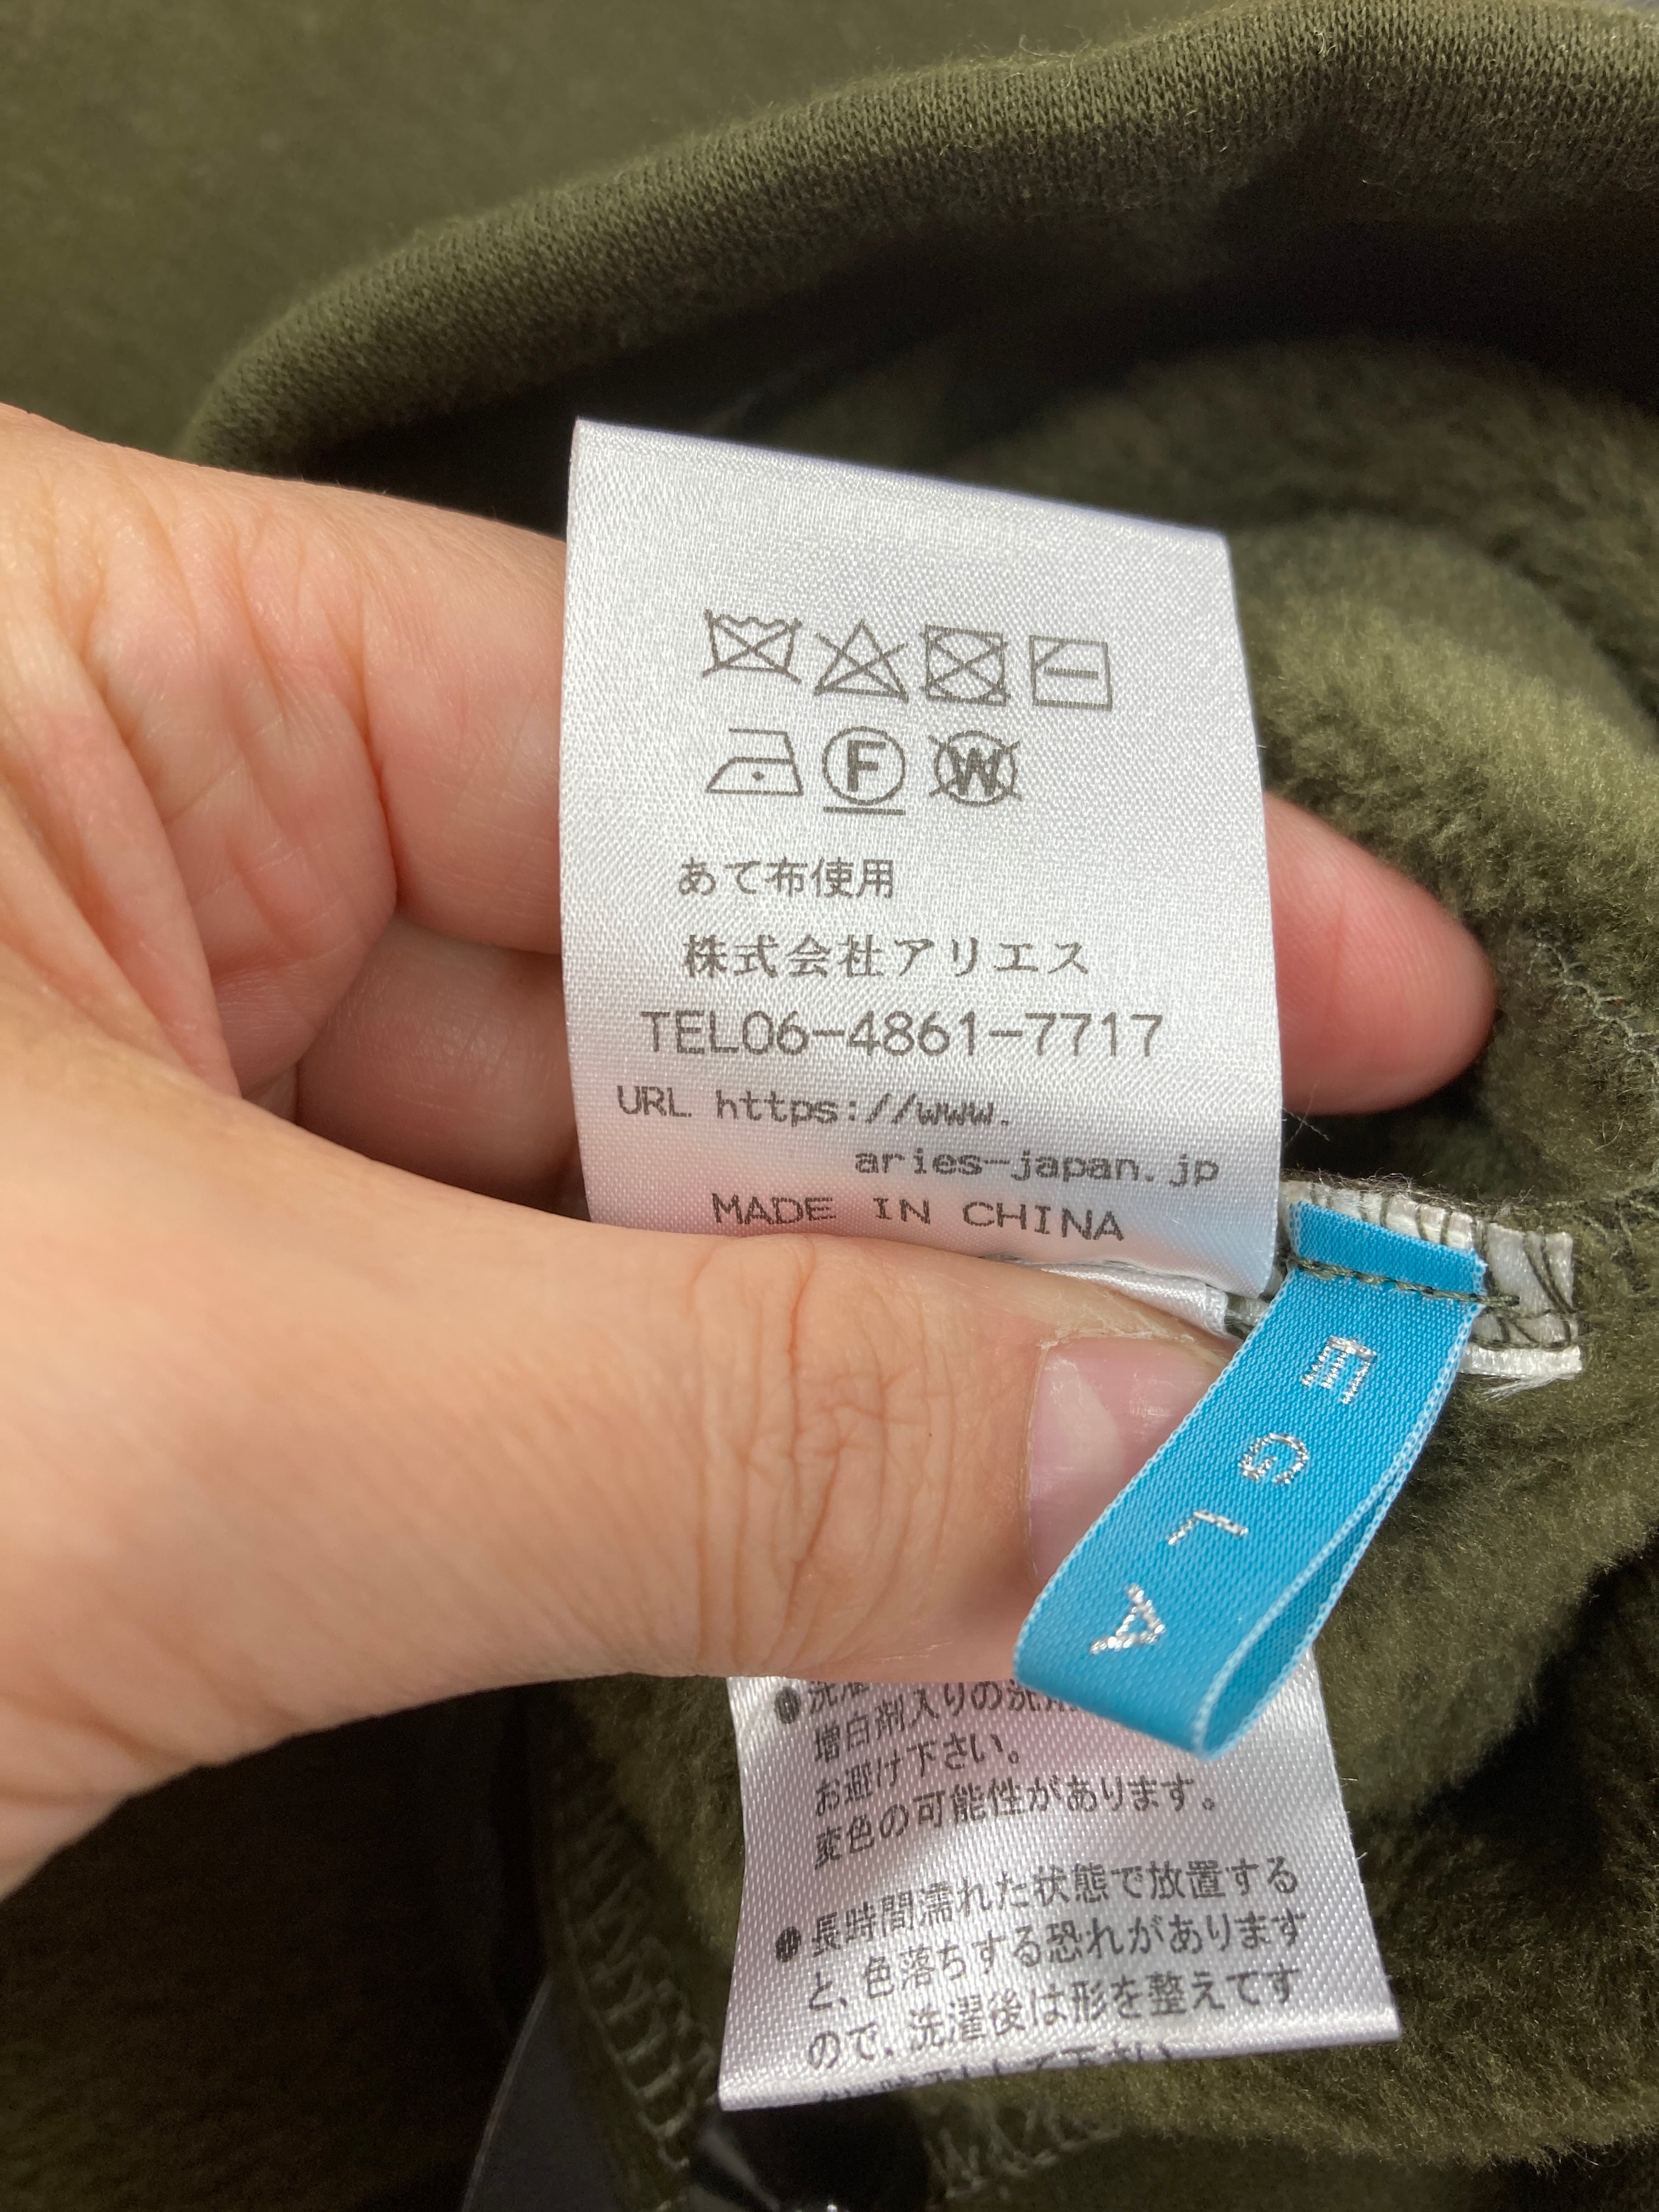 F W
あて布使用
株式会社アリエス
TEL06-4861-7717
URL https://www.
aries-japan.jp
MADE IN CHINA
EGLA
●洗濯
増白剤入りの洗
お避け下さい。
変色の可能性があります。
●長時間濡れた状態で放置する
と、色落ちする恐れがあります
ので、洗濯後は形を整えてす